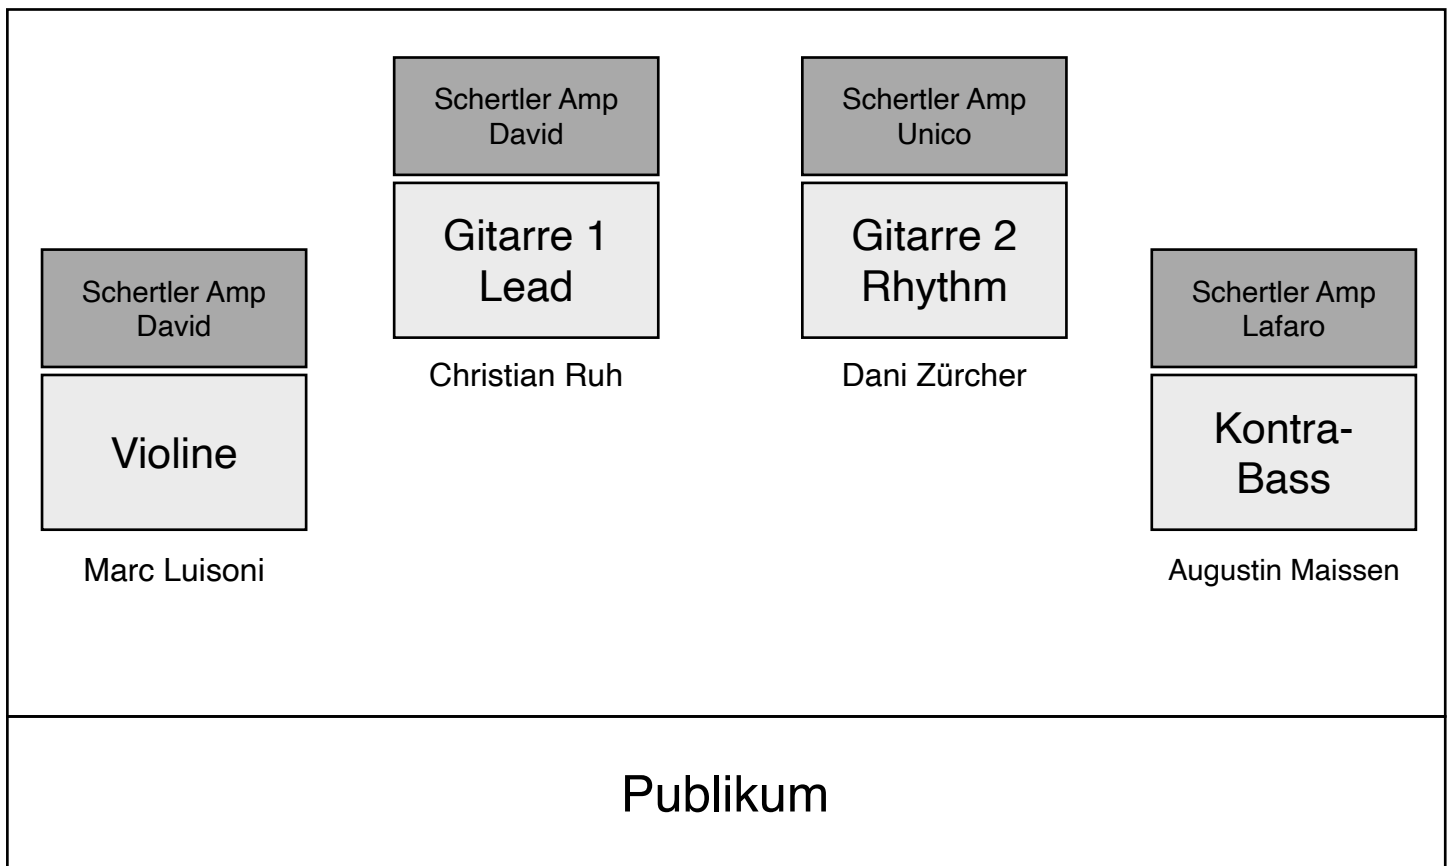 Schertler Amp
David
Gitarre 1
Lead
Christian Ruh
Schertler Amp
Unico
Gitarre 2
Rhythm
Dani Zürcher
Schertler Amp
David
Violine
Marc Luisoni
Schertler Amp
Lafaro
Kontra-
Bass
Augustin Maissen
Publikum